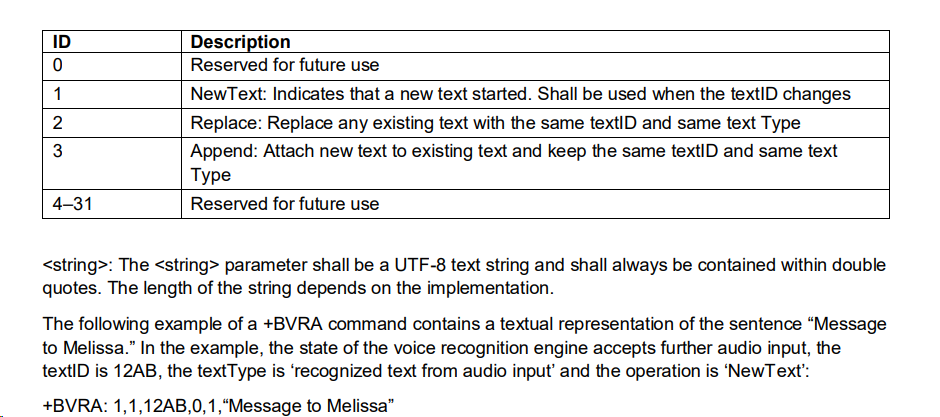 ID Description
0 Reserved for future use
1 NewText: Indicates that a new text started. Shall be used when the textID changes
2 Replace: Replace any existing text with the same textID and same text Type
3 Append: Attach new text to existing text and keep the same textID and same text
Type
4–31 Reserved for future use
<string>: The <string> parameter shall be a UTF-8 text string and shall always be contained within double
quotes. The length of the string depends on the implementation.
The following example of a +BVRA command contains a textual representation of the sentence “Message
to Melissa.” In the example, the state of the voice recognition engine accepts further audio input, the
textID is 12AB, the textType is ‘recognized text from audio input’ and the operation is ‘NewText’:
+BVRA: 1,1,12AB,0,1,“Message to Melissa”